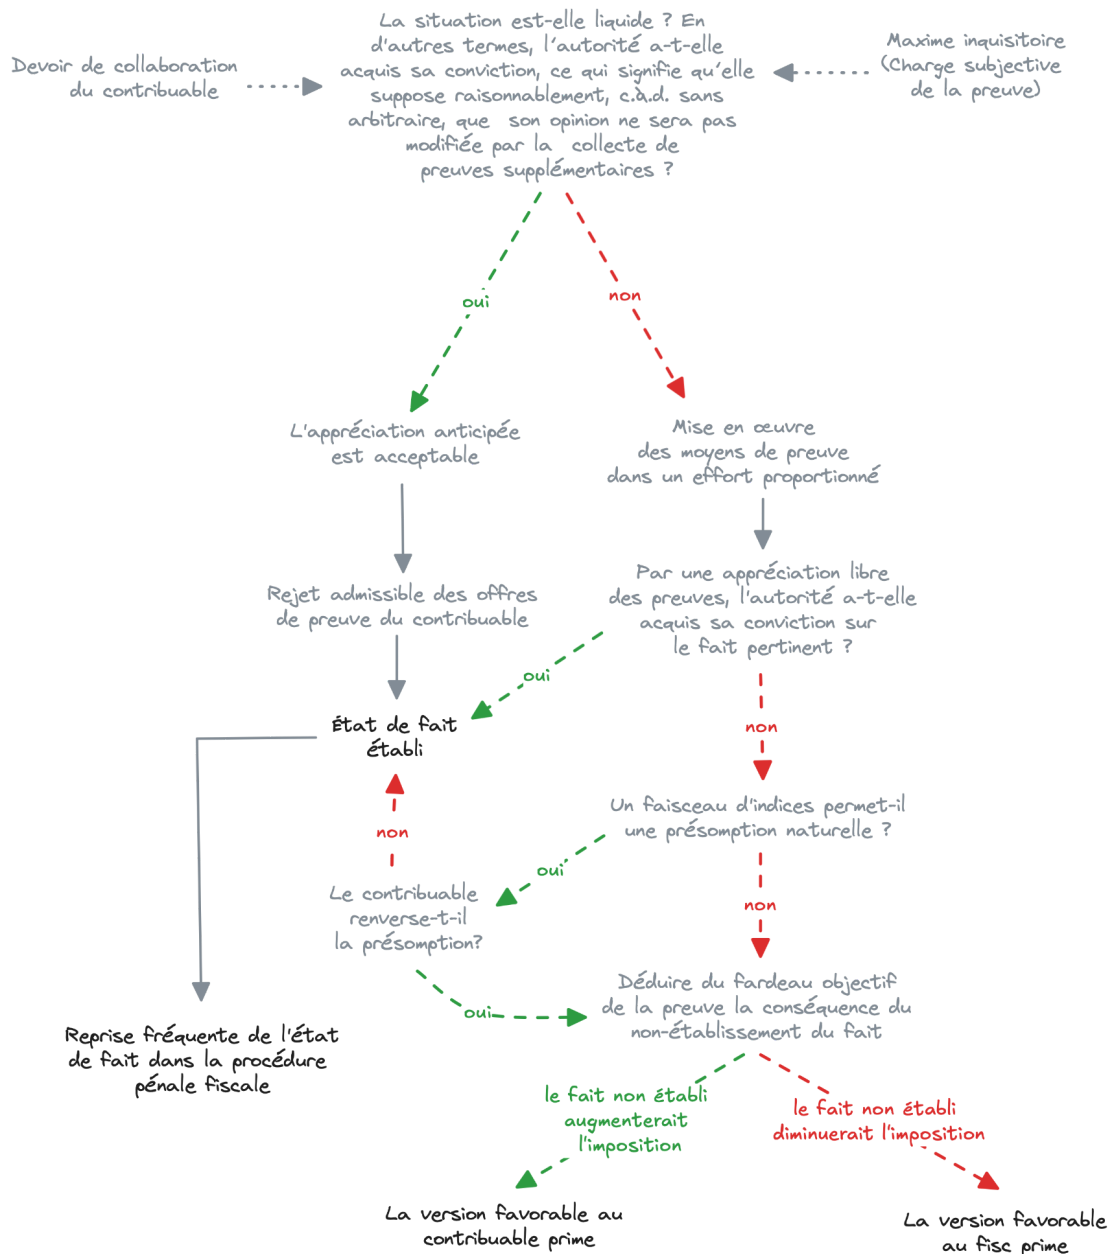 La situation est-elle liquide ? En
d'autres termes, l'autorité a-t-elle
acquis sa conviction, ce qui signifie qu'elle
suppose raisonnablement, c.à.d. sans
arbitraire, que son opinion ne sera pas
modifiée par la collecte de
preuves supplémentaires ?
Devoir de collaboration
du contribuable
Maxime inquisitoire
(Charge subjective
de la preuve)
oui
non
L'appréciation anticipée
est acceptable
Mise en œuvre
des moyens de preuve
dans un effort proportionné
Rejet admissible des offres
de preuve du contribuable
Par une appréciation libre
des preuves, l'autorité a-t-elle
acquis sa conviction sur
le fait pertinent ?
oui
non
État de fait
établi
Un faisceau d'indices permet-il
une présomption naturelle ?
non
oui
non
Le contribuable
renverse-t-il
la présomption?
oui
Déduire du fardeau objectif
de la preuve la conséquence du
non-établissement du fait
Reprise fréquente de l'état
de fait dans la procédure
pénale fiscale
le fait non établi
augmenterait
l'imposition
le fait non établi
diminuerait l'imposition
La version favorable au
contribuable prime
La version favorable
au fisc prime